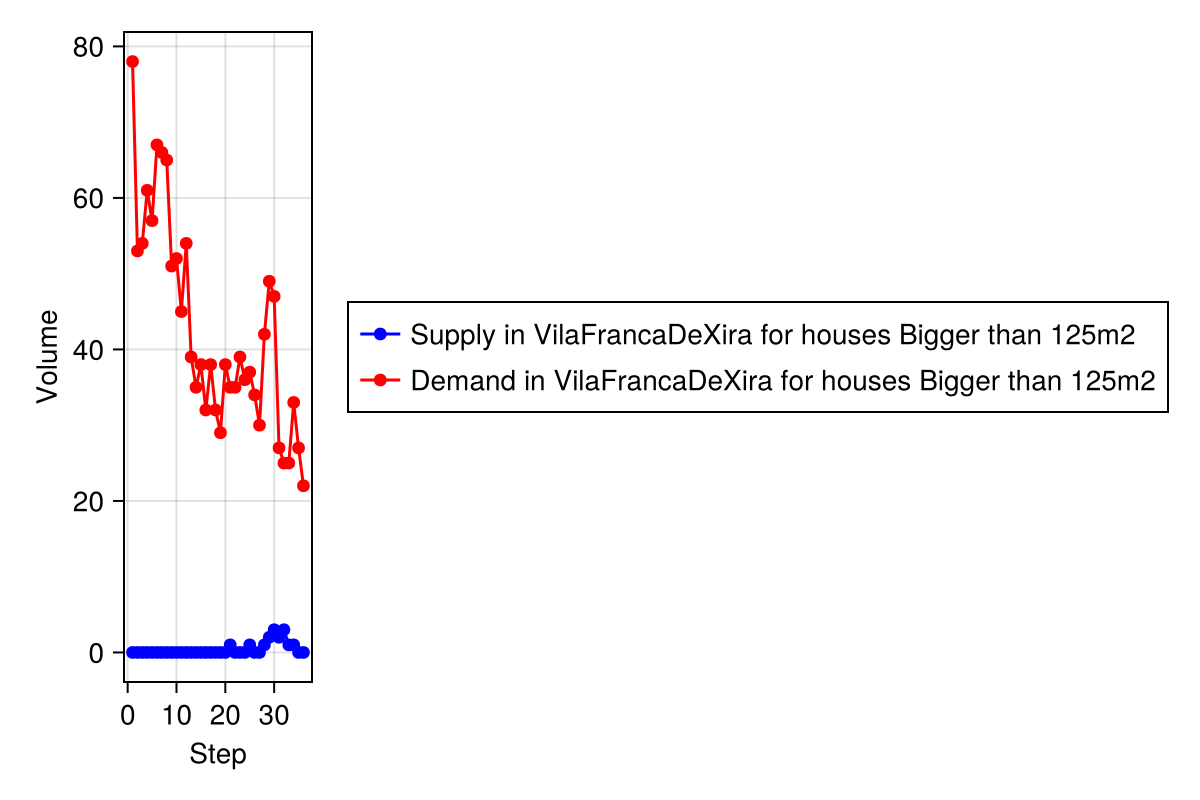 80
60
40
20
0
Volume
0 10 20 30
Step
Supply in VilaFrancaDeXira for houses Bigger than 125m2
Demand in VilaFrancaDeXira for houses Bigger than 125m2